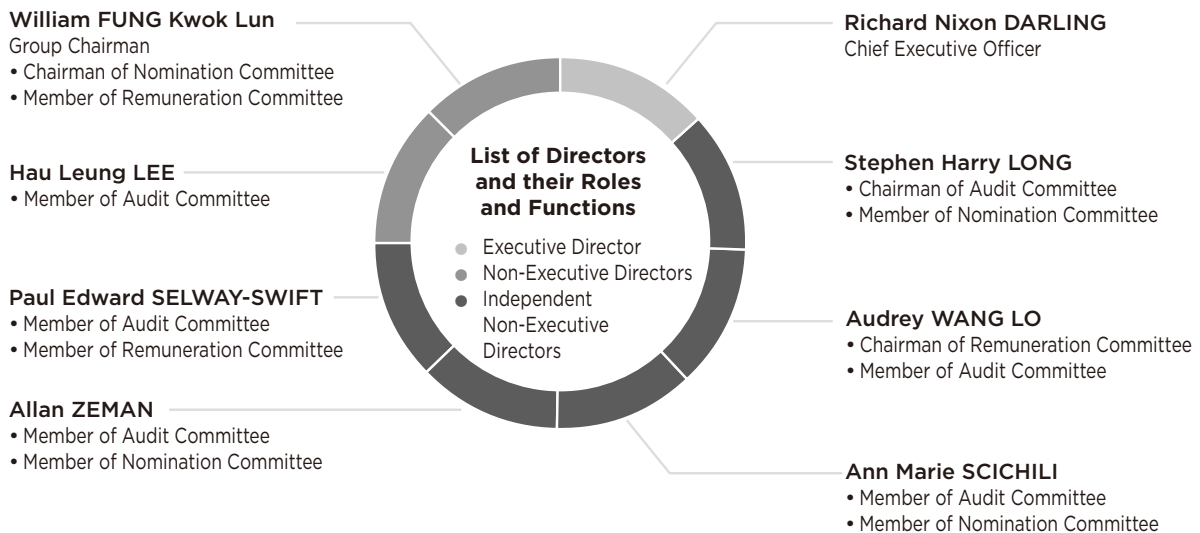 William FUNG Kwok Lun
Group Chairman
• Chairman of Nomination Committee
• Member of Remuneration Committee
Hau Leung LEE
• Member of Audit Committee
Paul Edward SELWAY-SWIFT
• Member of Audit Committee
• Member of Remuneration Committee
Allan ZEMAN
• Member of Audit Committee
• Member of Nomination Committee
List of Directors
and their Roles
and Functions
Executive Director
Non-Executive Directors
Independent
Non-Executive
Directors
Richard Nixon DARLING
Chief Executive Officer
Stephen Harry LONG
• Chairman of Audit Committee
• Member of Nomination Committee
Audrey WANG LO
• Chairman of Remuneration Committee
• Member of Audit Committee
Ann Marie SCICHILI
• Member of Audit Committee
• Member of Nomination Committee